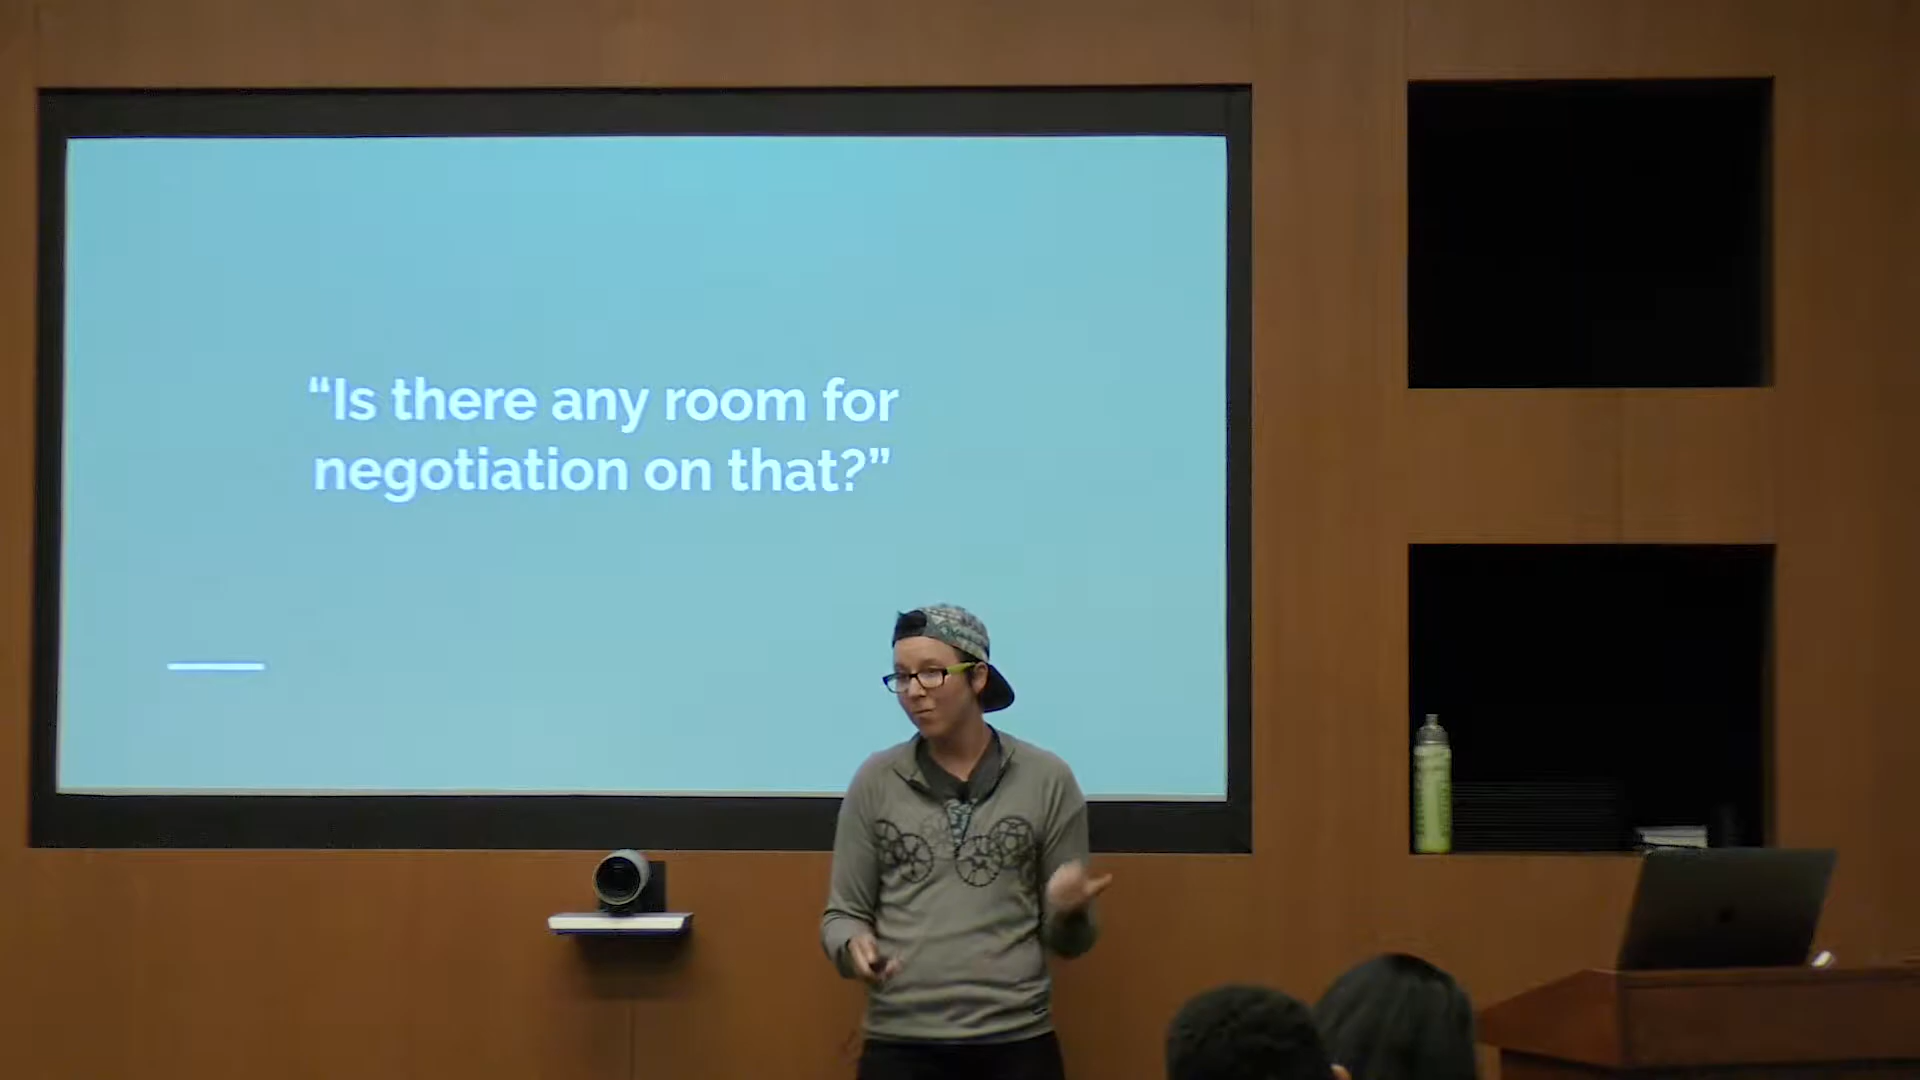 “Is there any room for
negotiation on that?”